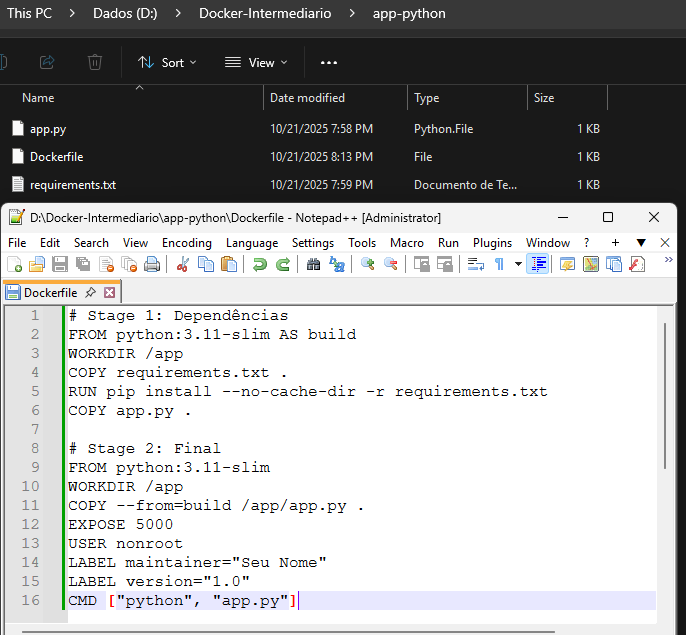 This PC > Dados (D:) > Docker-Intermediario > app-python
Sort View
Name Date modified Type Size
app.py 10/21/2025 7:58 PM Python.File 1 KB
Dockerfile 10/21/2025 8:13 PM File 1 KB
requirements.txt 10/21/2025 7:59 PM Documento de Te... 1 KB
D:\Docker-Intermediario\app-python\Dockerfile - Notepad++ [Administrator]
File Edit Search View Encoding Language Settings Tools Macro Run Plugins Window ? + ▼ X
Dockerfile
1 # Stage 1: Dependências
2 FROM python:3.11-slim AS build
3 WORKDIR /app
4 COPY requirements.txt .
5 RUN pip install --no-cache-dir -r requirements.txt
6 COPY app.py .
7
8 # Stage 2: Final
9 FROM python:3.11-slim
10 WORKDIR /app
11 COPY --from=build /app/app.py .
12 EXPOSE 5000
13 USER nonroot
14 LABEL maintainer="Seu Nome"
15 LABEL version="1.0"
16 CMD ["python", "app.py"]